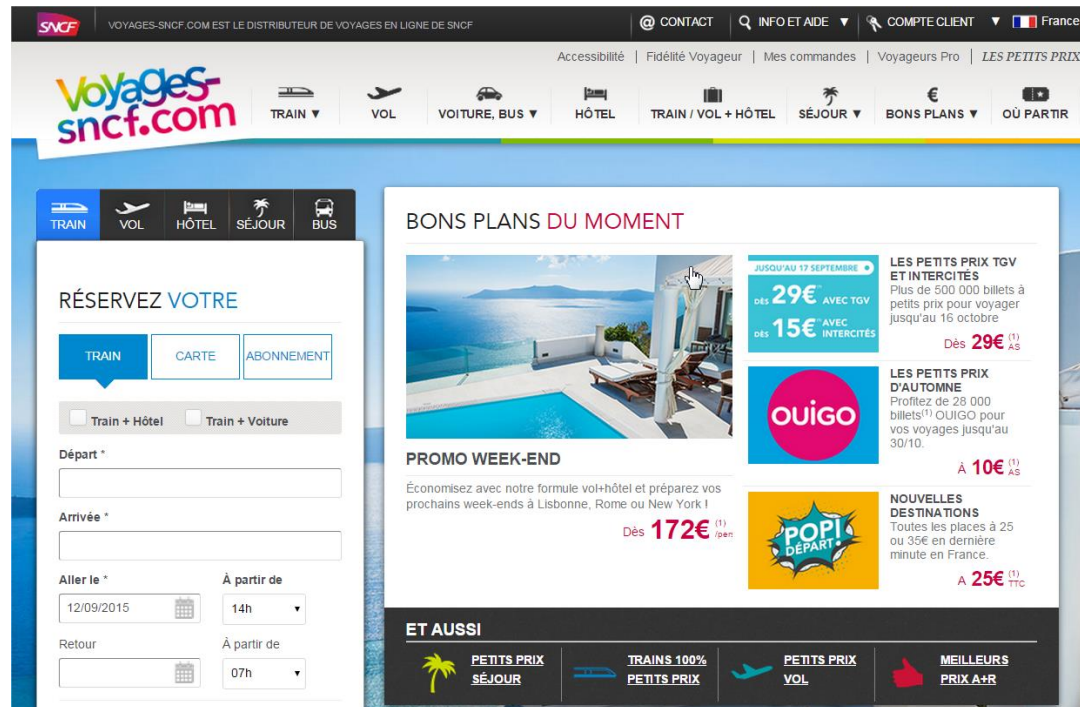 SNCF
VOYAGES-SNCF.COM EST LE DISTRIBUTEUR DE VOYAGES EN LIGNE DE SNCF
@ CONTACT
INFO ET AIDE ▼
COMPTE CLIENT ▼
France
Accessibilité | Fidélité Voyageur | Mes commandes | Voyageurs Pro | LES PETITS PRIX
Voyages-
sncf.com
TRAIN ▼
VOL
VOITURE, BUS ▼
HÔTEL
TRAIN / VOL + HÔTEL
SÉJOUR ▼
€
BONS PLANS ▼
OÙ PARTIR
TRAIN
VOL
HÔTEL
SÉJOUR
BUS
RÉSERVEZ VOTRE
TRAIN
CARTE
ABONNEMENT
Train + Hôtel
Train + Voiture
Départ *
Arrivée *
Aller le *
À partir de
12/09/2015
14h
Retour
À partir de
07h
BONS PLANS DU MOMENT
PROMO WEEK-END
Économisez avec notre formule vol+hôtel et préparez vos
prochains week-ends à Lisbonne, Rome ou New York !
Dès 172€ (1) /pers
JUSQU'AU 17 SEPTEMBRE
DÈS 29€ AVEC TGV
DÈS 15€ AVEC INTERCITÉS
LES PETITS PRIX TGV
ET INTERCITÉS
Plus de 500 000 billets à
petits prix pour voyager
jusqu'au 16 octobre
Dès 29€ (1) AS
OUIGO
LES PETITS PRIX
D'AUTOMNE
Profitez de 28 000
billets(1) OUIGO pour
vos voyages jusqu'au
30/10.
À 10€ (1) AS
POP!
DÉPART
NOUVELLES
DESTINATIONS
Toutes les places à 25
ou 35€ en dernière
minute en France.
A 25€ (1) TTC
ET AUSSI
PETITS PRIX
SÉJOUR
TRAINS 100%
PETITS PRIX
PETITS PRIX
VOL
MEILLEURS
PRIX A+R